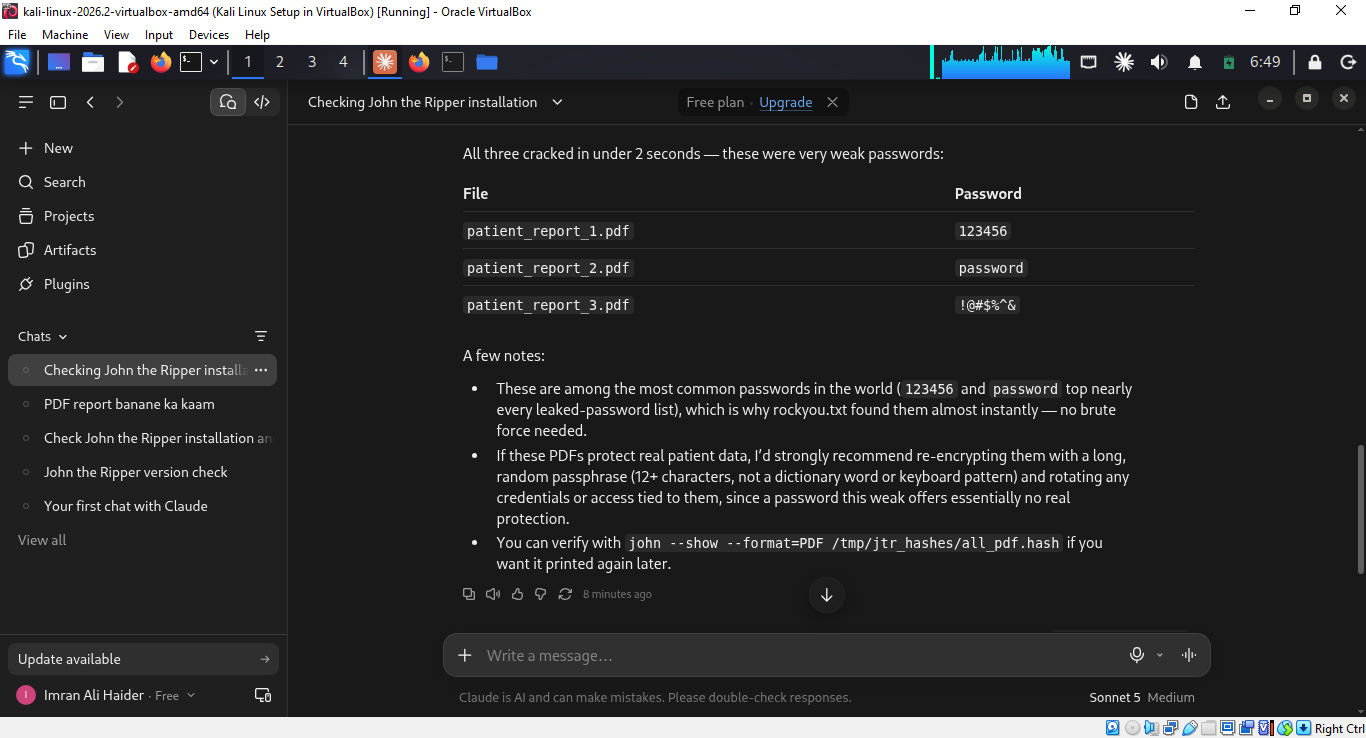 kali-linux-2026.2-virtualbox-amd64 (Kali Linux Setup in VirtualBox) [Running] - Oracle VirtualBox
File Machine View Input Devices Help
1 2 3 4 6:49
Checking John the Ripper installation
Free plan · Upgrade
New
Search
Projects
Artifacts
Plugins
Chats
Checking John the Ripper installa
PDF report banane ka kaam
Check John the Ripper installation an
John the Ripper version check
Your first chat with Claude
View all
Update available
I Imran Ali Haider · Free
All three cracked in under 2 seconds — these were very weak passwords:
File Password
patient_report_1.pdf 123456
patient_report_2.pdf password
patient_report_3.pdf !@#$%^&
A few notes:
• These are among the most common passwords in the world (123456 and password top nearly
every leaked-password list), which is why rockyou.txt found them almost instantly — no brute
force needed.
• If these PDFs protect real patient data, I’d strongly recommend re-encrypting them with a long,
random passphrase (12+ characters, not a dictionary word or keyboard pattern) and rotating any
credentials or access tied to them, since a password this weak offers essentially no real
protection.
• You can verify with john --show --format=PDF /tmp/jtr_hashes/all_pdf.hash if you
want it printed again later.
8 minutes ago
Write a message…
Claude is AI and can make mistakes. Please double-check responses.
Sonnet 5 Medium
Right Ctrl